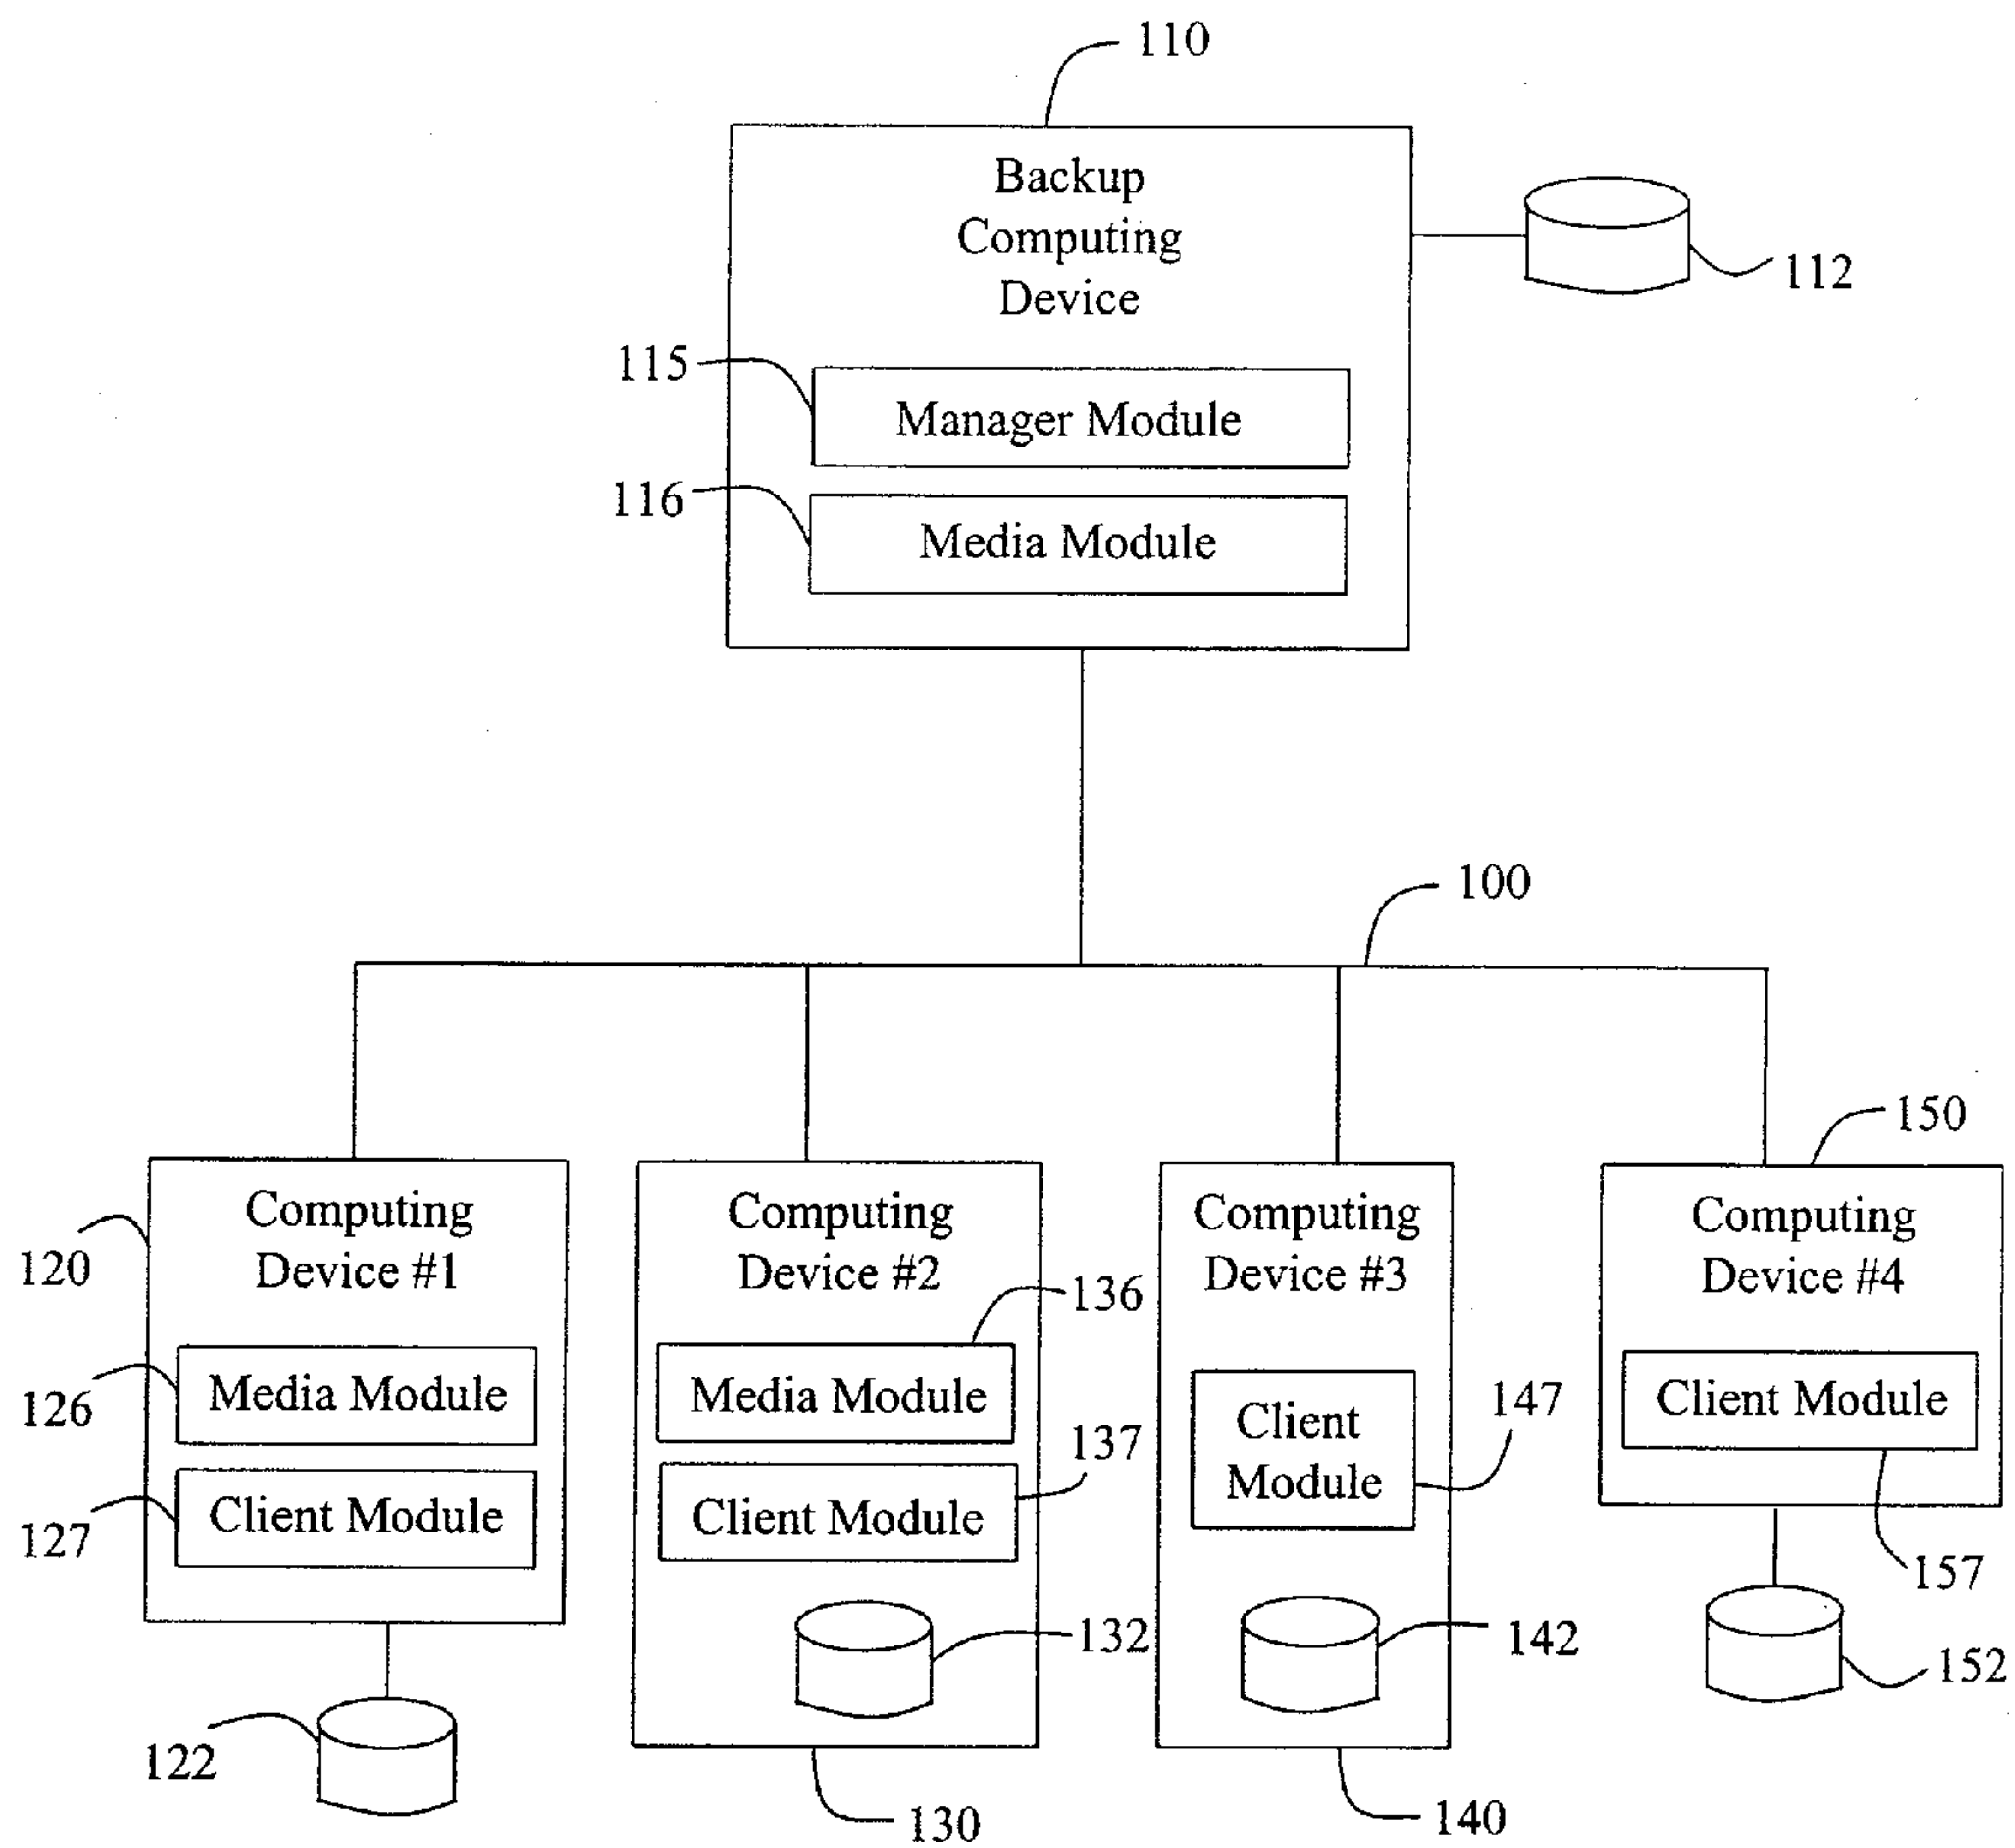 110
Backup
Computing
Device
112
115
Manager Module
116
Media Module
100
150
120
Computing
Device #1
126
Media Module
127
Client Module
122
Computing
Device #2
136
Media Module
137
Client Module
132
130
Computing
Device #3
Client
Module
147
142
140
Computing
Device #4
Client Module
157
152